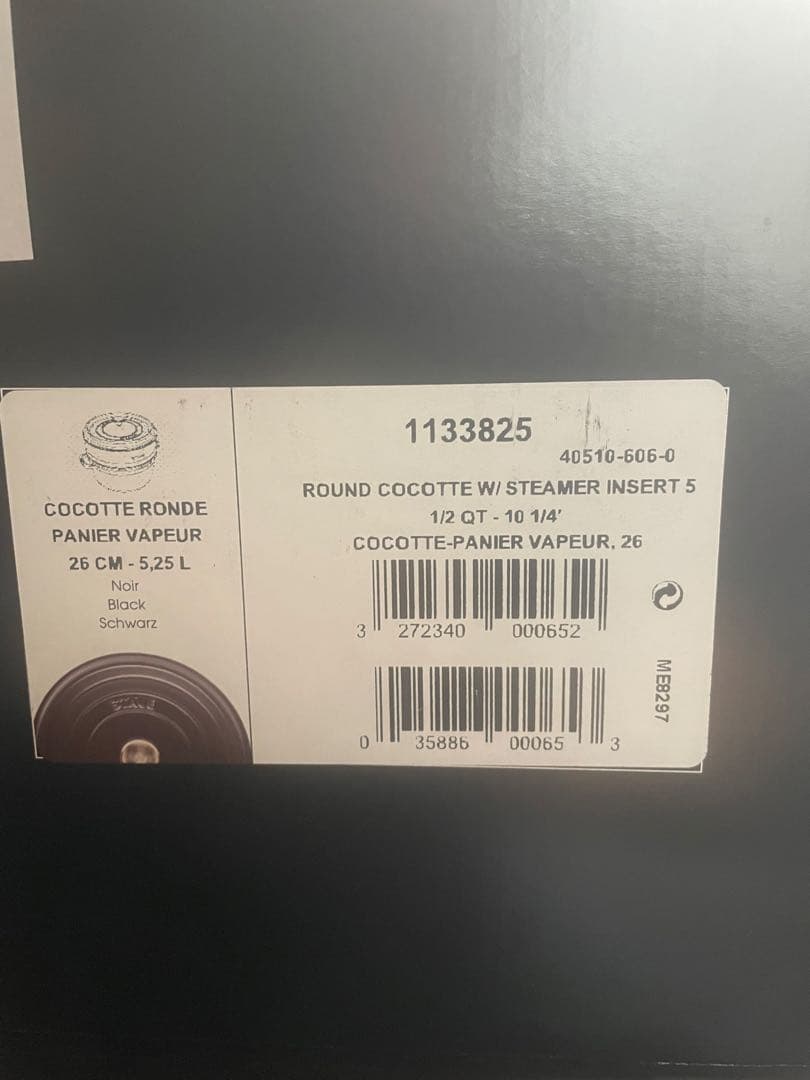 COCOTTE RONDE
PANIER VAPEUR
26 CM - 5,25 L
Noir
Black
Schwarz
STAUB
1133825
40510-606-0
ROUND COCOTTE W/ STEAMER INSERT 5
1/2 QT - 10 1/4'
COCOTTE-PANIER VAPEUR, 26
3 272340 000652
0 35886 00065 3
ME8297